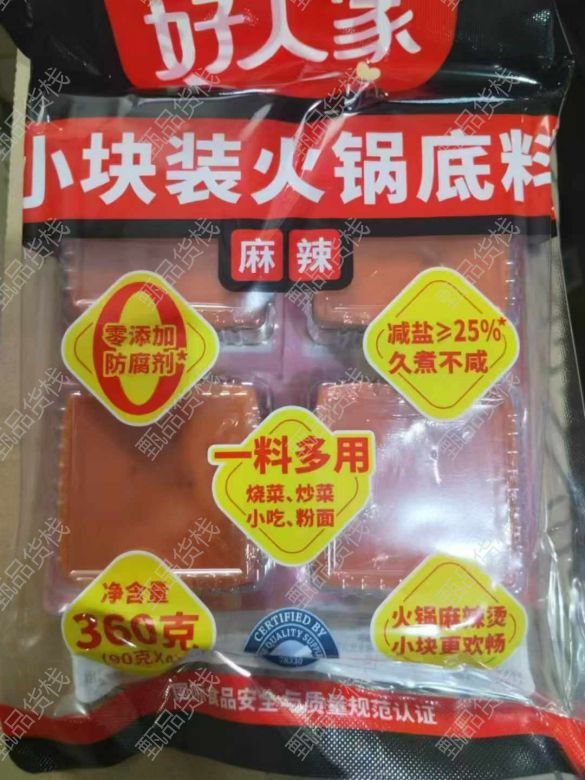 好人家
小块装火锅底料
麻辣
零添加
防腐剂*
减盐≥25%*
久煮不咸
一料多用
烧菜、炒菜
小吃、粉面
净含量
360克
火锅麻辣烫
小块更欢畅
CERTIFIED BY
食品安全与质量规范认证
甄品货栈